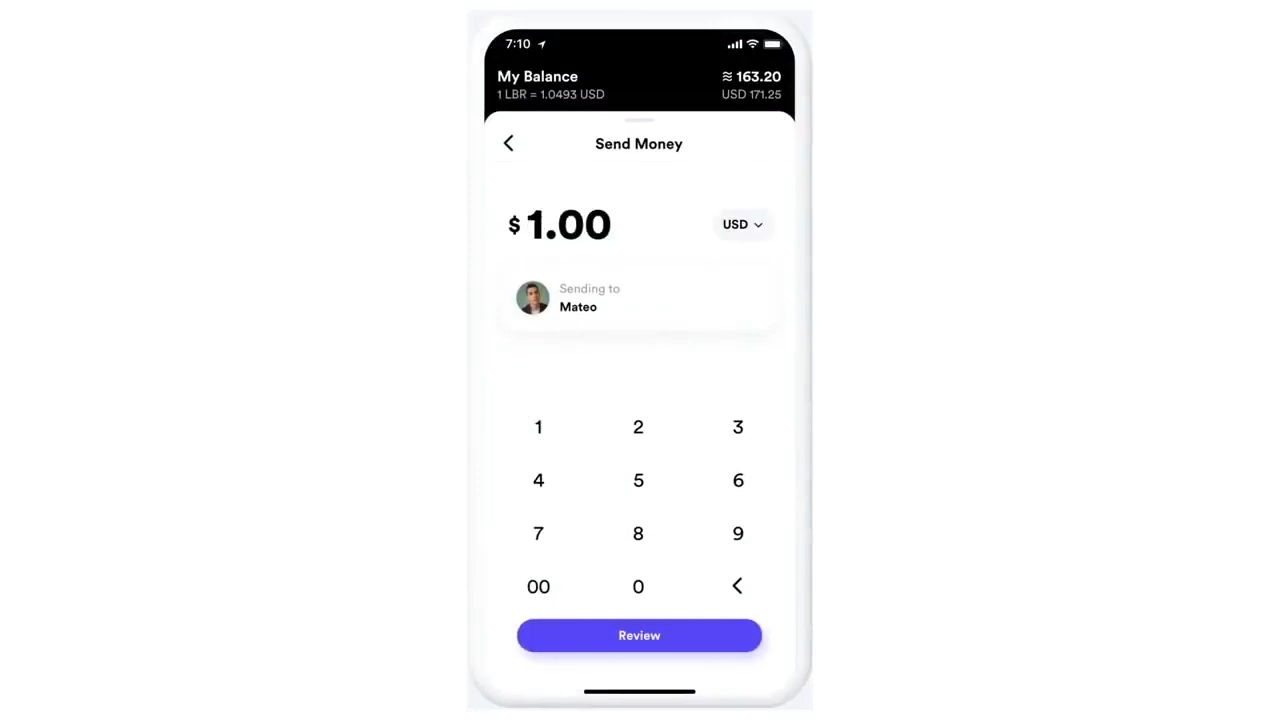 7:10
My Balance
≋ 163.20
1 LBR = 1.0493 USD
USD 171.25
Send Money
$ 1.00
USD
Sending to
Mateo
1 2 3
4 5 6
7 8 9
00 0
Review